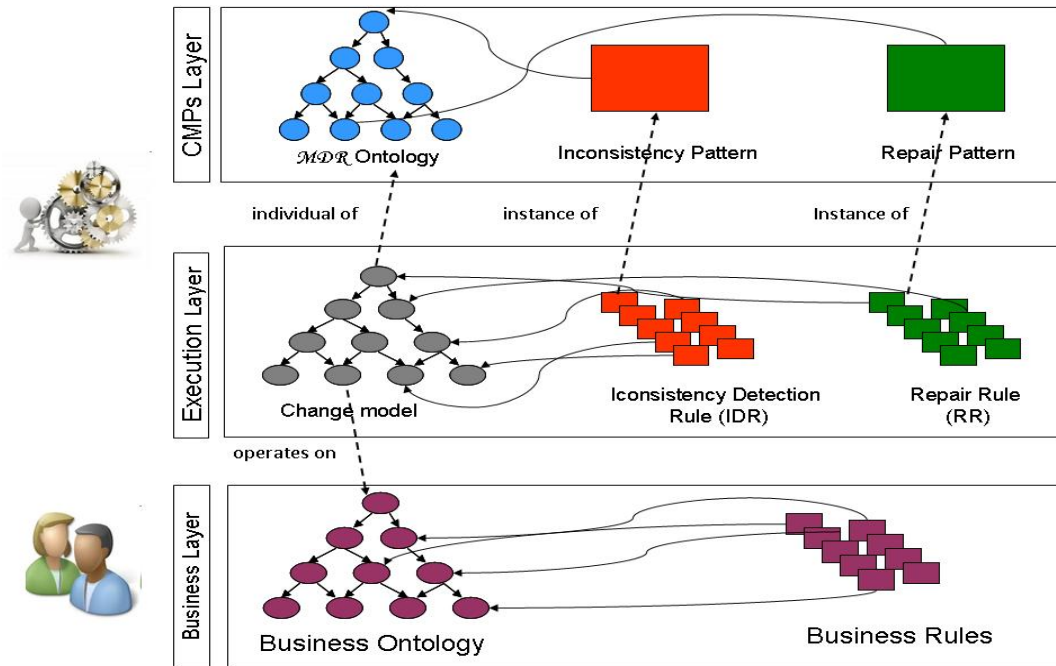 CMPs Layer
MDR Ontology
Inconsistency Pattern
Repair Pattern
individual of
instance of
Instance of
Execution Layer
Change model
Iconsistency Detection
Rule (IDR)
Repair Rule
(RR)
operates on
Business Layer
Business Ontology
Business Rules